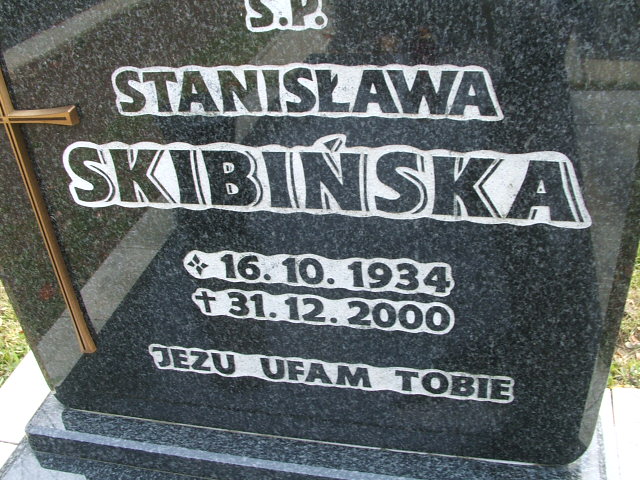 Ś.P.
STANISŁAWA
SKIBIŃSKA
16.10.1934
31.12.2000
JEZU UFAM TOBIE